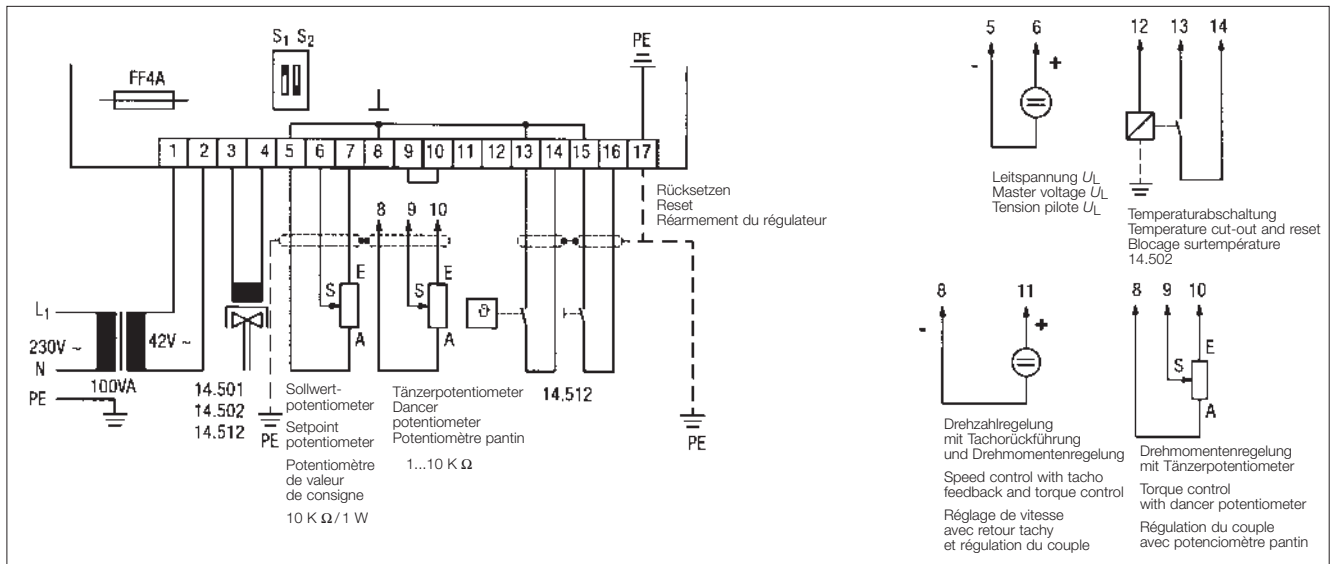 S1 S2
PE
FF4A
1 2 3 4 5 6 7 8 9 10 11 12 13 14 15 16 17
Rücksetzen
Reset
Réarmement du régulateur
8 9 10
E
S
A
E
S
A
ϑ
L1
230V ~
N
PE
42V ~
100VA
14.501
14.502
14.512
PE
Sollwert-
potentiometer
Setpoint
potentiometer
Potentiomètre
de valeur
de consigne
10 K Ω / 1 W
Tänzerpotentiometer
Dancer
potentiometer
Potentiomètre pantin
1...10 K Ω
14.512
PE
5 6
- +
Leitspannung UL
Master voltage UL
Tension pilote UL
12 13 14
Temperaturabschaltung
Temperature cut-out and reset
Blocage surtempérature
14.502
8 11
- +
Drehzahlregelung
mit Tachorückführung
und Drehmomentenregelung
Speed control with tacho
feedback and torque control
Réglage de vitesse
avec retour tachy
et régulation du couple
8 9 10
E
S
A
Drehmomentenregelung
mit Tänzerpotentiometer
Torque control
with dancer potentiometer
Régulation du couple
avec potenciomètre pantin